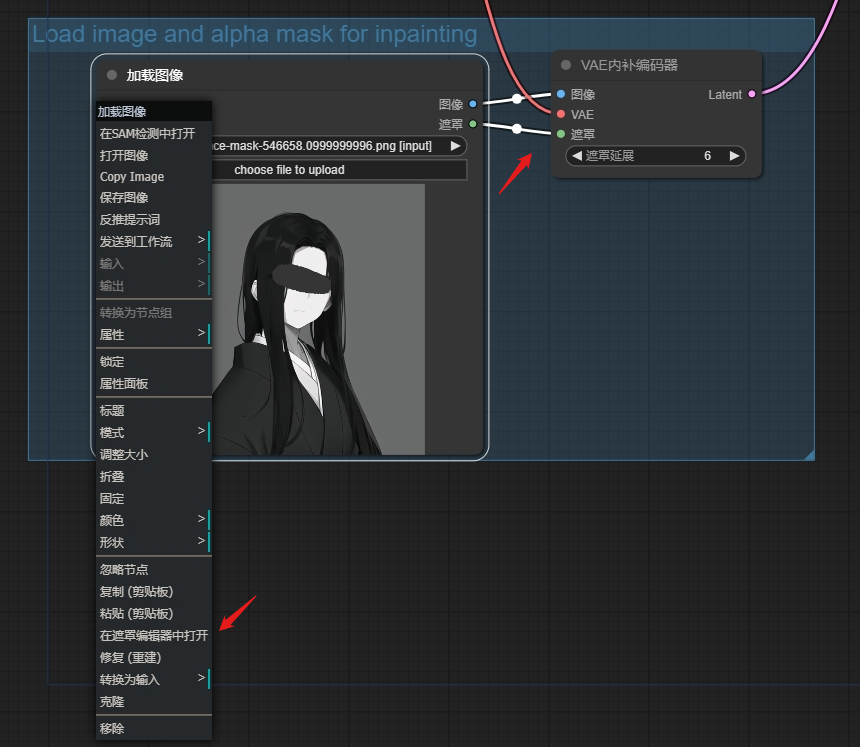 Load image and alpha mask for inpainting
加载图像
图像
遮罩
ce-mask-546658.0999999996.png [input]
choose file to upload
VAE内补编码器
图像
Latent
VAE
遮罩
遮罩延展
6
加载图像
在SAM检测中打开
打开图像
Copy Image
保存图像
反推提示词
发送到工作流 >
输入 >
输出 >
转换为节点组
属性 >
锁定
属性面板
标题
模式 >
调整大小
折叠
固定
颜色 >
形状 >
忽略节点
复制 (剪贴板)
粘贴 (剪贴板)
在遮罩编辑器中打开
修复 (重建)
转换为输入 >
克隆
移除